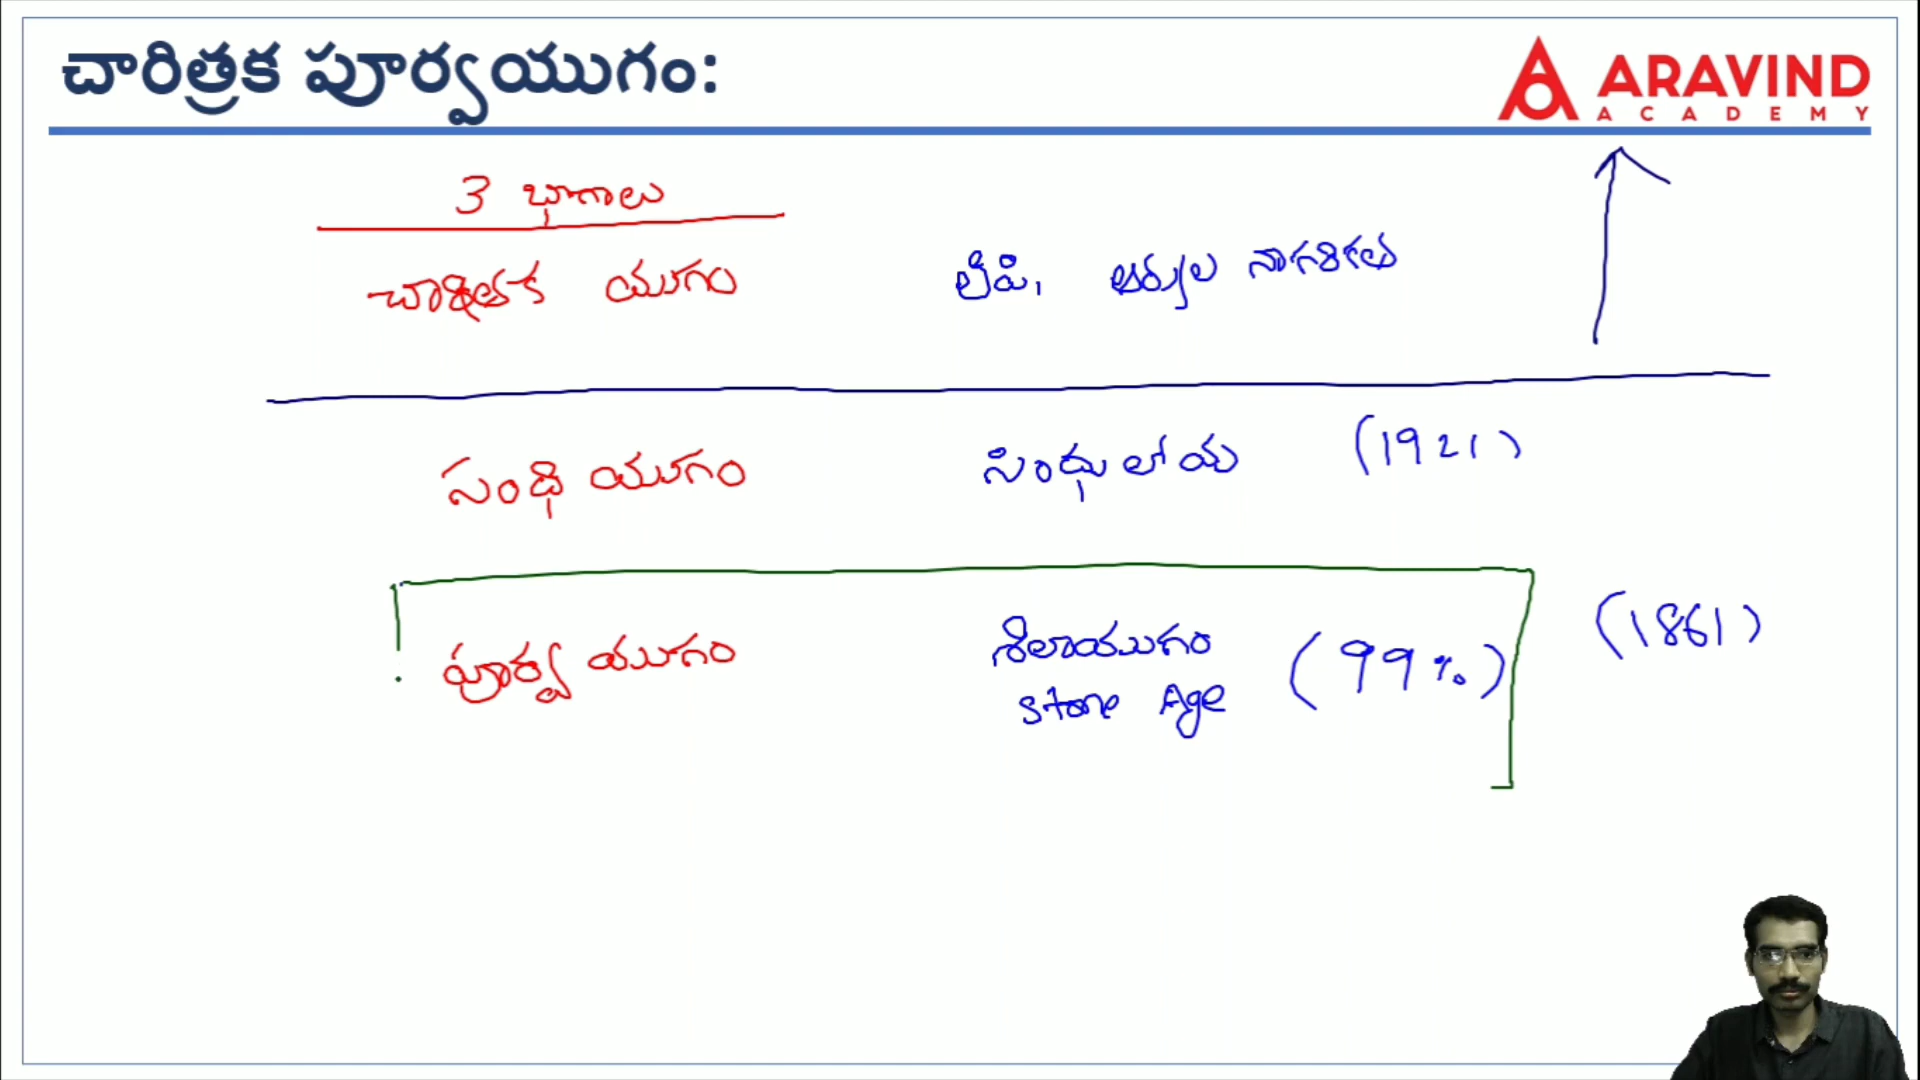 చారిత్రక పూర్వయుగం:
ARAVIND
ACADEMY
3 భాగాలు
చారిత్రక యుగం
లిపి, ఆర్యుల నాగరికత
సంధి యుగం
సింధు లోయ
(1921)
పూర్వ యుగం
శిలాయుగం
(99%)
(1861)
Stone Age